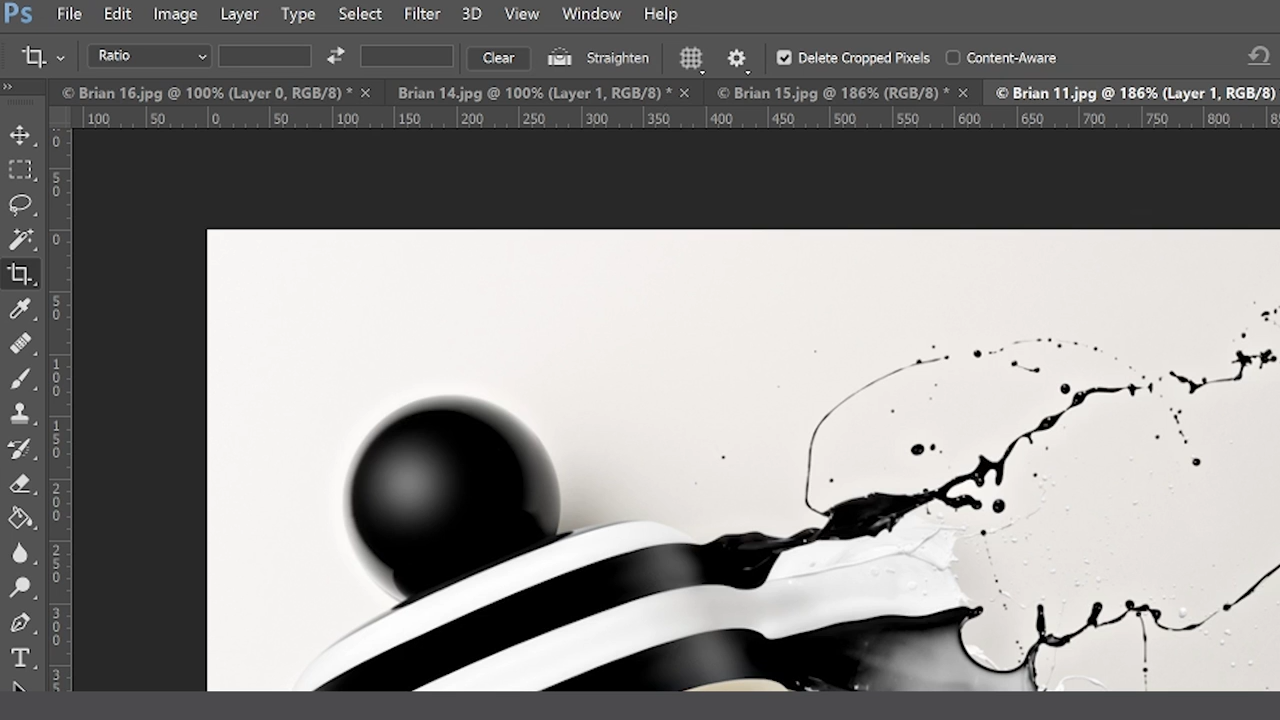 Ps File Edit Image Layer Type Select Filter 3D View Window Help
Ratio Clear Straighten Delete Cropped Pixels Content-Aware
© Brian 16.jpg @ 100% (Layer 0, RGB/8) * × Brian 14.jpg @ 100% (Layer 1, RGB/8) * × © Brian 15.jpg @ 186% (RGB/8) * × © Brian 11.jpg @ 186% (Layer 1, RGB/8)
100 50 0 50 100 150 200 250 300 350 400 450 500 550 600 650 700 750 800
0
50
0
50
100
150
200
250
300